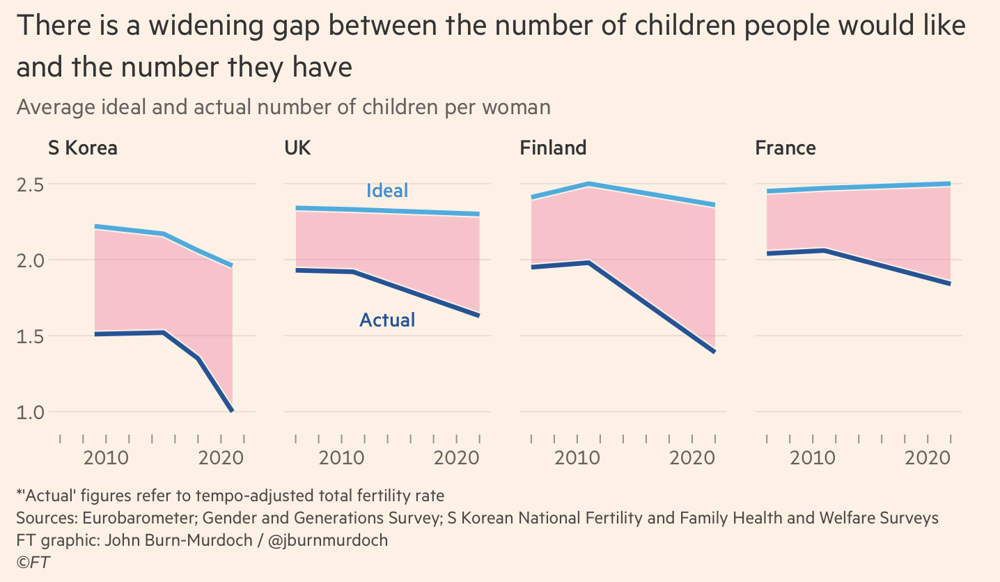 There is a widening gap between the number of children people would like
and the number they have
Average ideal and actual number of children per woman
S Korea
UK
Finland
France
2.5
2.0
1.5
1.0
Ideal
Actual
2010
2020
2010
2020
2010
2020
2010
2020
*'Actual' figures refer to tempo-adjusted total fertility rate
Sources: Eurobarometer; Gender and Generations Survey; S Korean National Fertility and Family Health and Welfare Surveys
FT graphic: John Burn-Murdoch / @jburnmurdoch
©FT